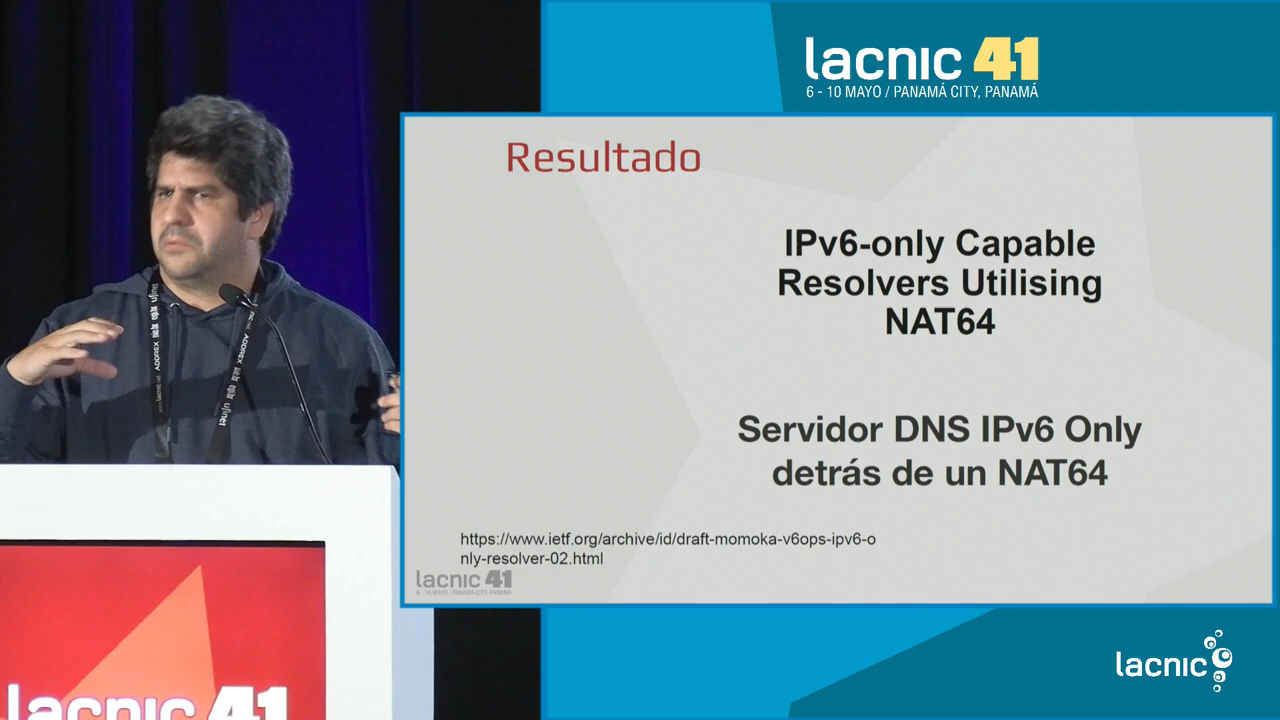 lacnic 41
6 - 10 MAYO / PANAMÁ CITY, PANAMÁ
Resultado
IPv6-only Capable
Resolvers Utilising
NAT64
Servidor DNS IPv6 Only
detrás de un NAT64
https://www.ietf.org/archive/id/draft-momoka-v6ops-ipv6-o
nly-resolver-02.html
lacnic 41
6 - 10 MAYO / PANAMÁ CITY, PANAMÁ
ADOREX
ufinet
lacnic 41
lacnic